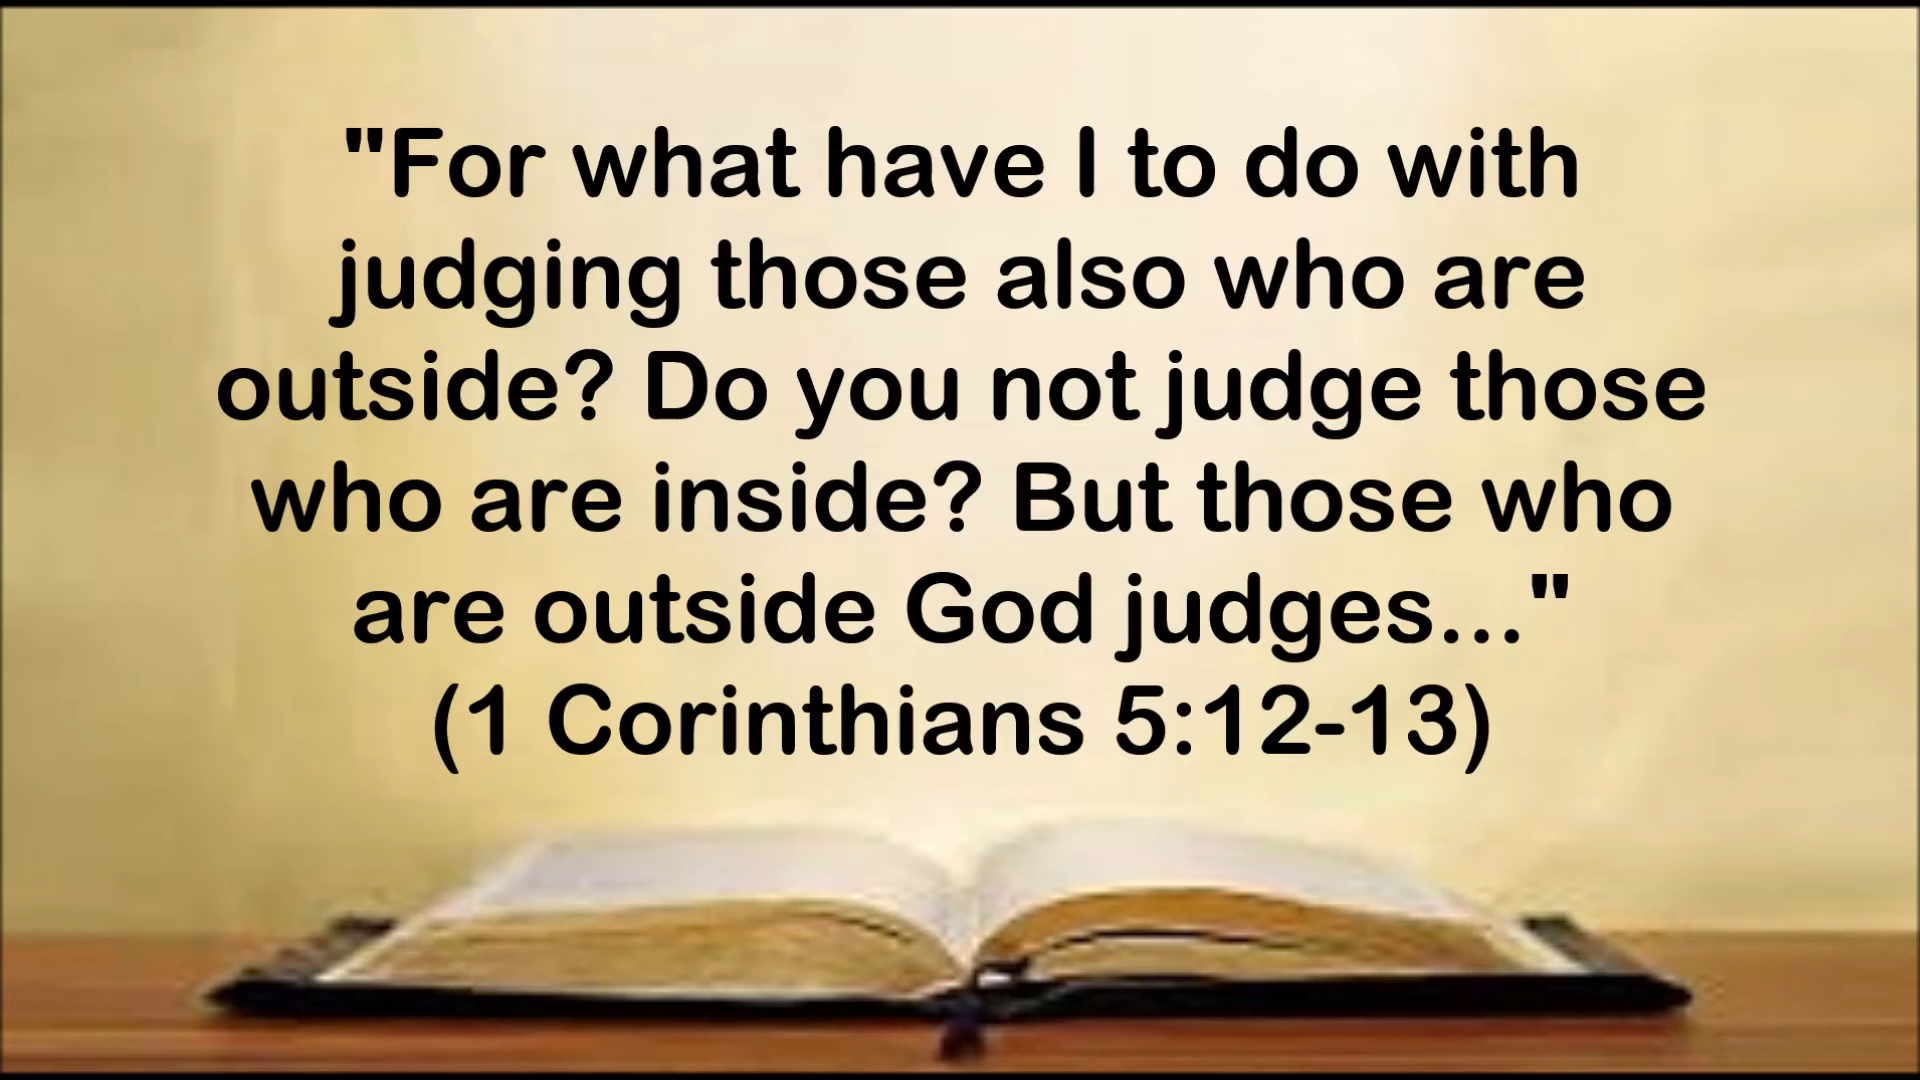 "For what have I to do with
judging those also who are
outside? Do you not judge those
who are inside? But those who
are outside God judges..."
(1 Corinthians 5:12-13)